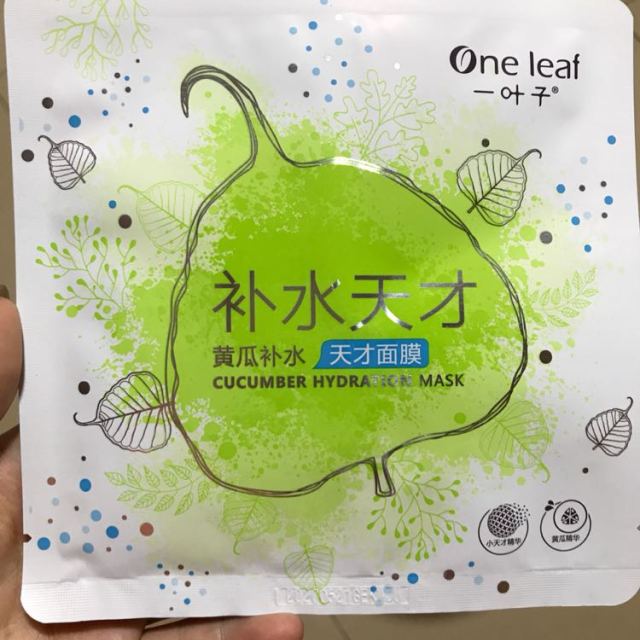 One leaf
一叶子®
补水天才
黄瓜补水 天才面膜
CUCUMBER HYDRATION MASK
小天才精华
黄瓜精华